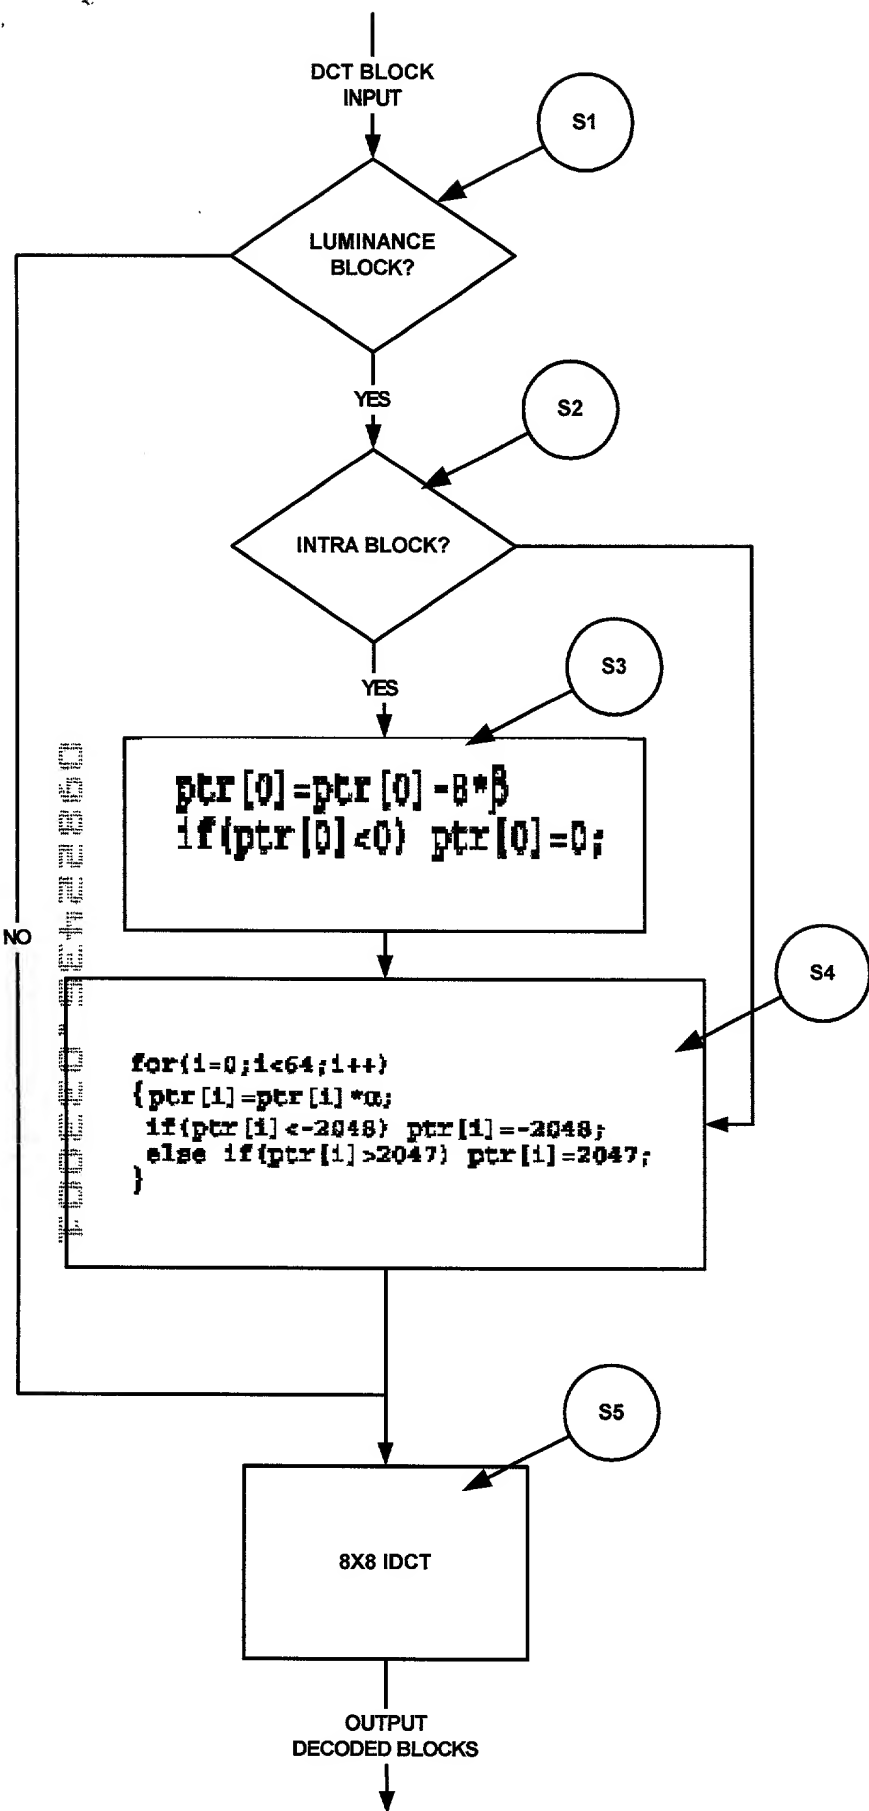 DCT BLOCK
INPUT
S1
LUMINANCE
BLOCK?
YES
S2
INTRA BLOCK?
YES
S3
ptr[0]=ptr[0]-8*β
if(ptr[0]<0) ptr[0]=0;
NO
S4
for(i=0;i<64;i++)
{ptr[i]=ptr[i]*α;
if(ptr[i]<-2048) ptr[i]=-2048;
else if(ptr[i]>2047) ptr[i]=2047;
}
S5
8X8 IDCT
OUTPUT
DECODED BLOCKS